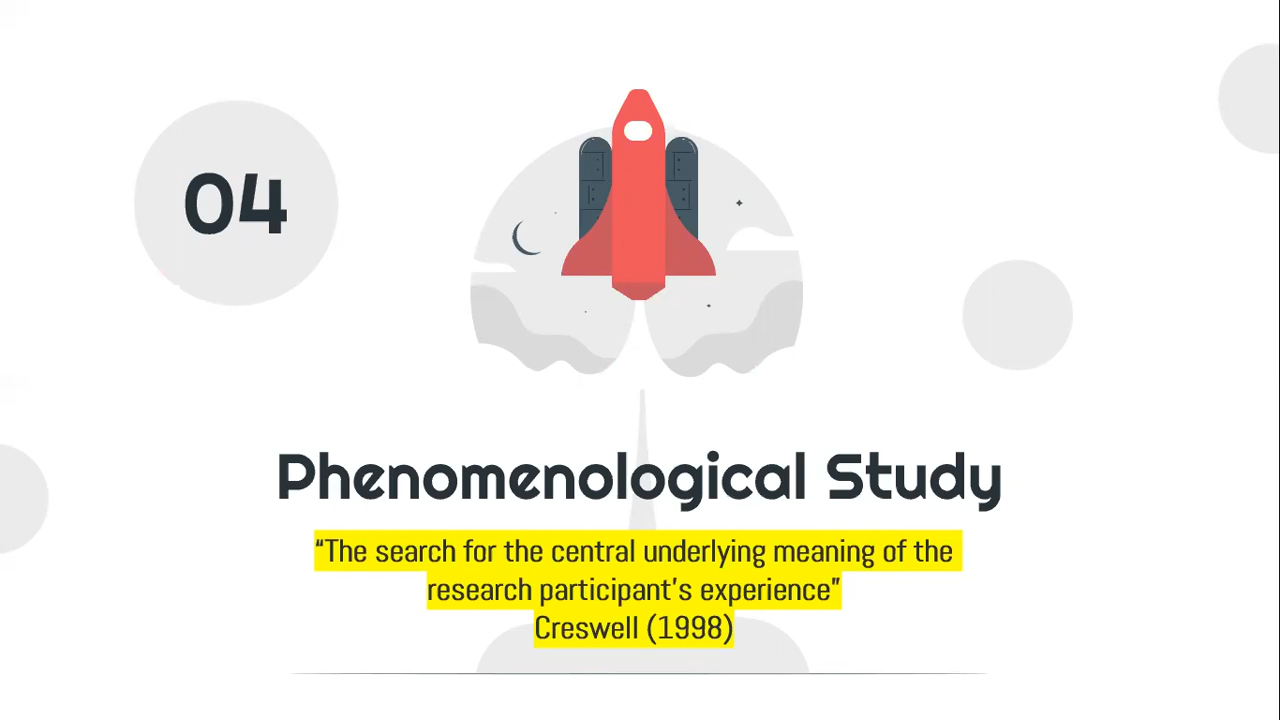 04
Phenomenological Study
“The search for the central underlying meaning of the
research participant’s experience”
Creswell (1998)